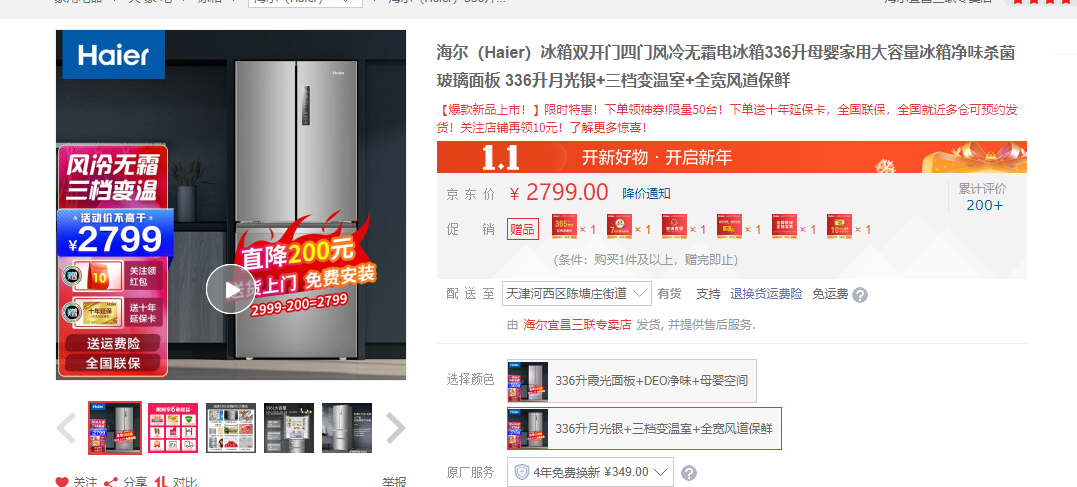 海尔（Haier）冰箱双开门四门风冷无霜电冰箱336升母婴家用大容量冰箱净味杀菌
玻璃面板 336升月光银+三档变温室+全宽风道保鲜
【爆款新品上市！】限时特惠！下单领神券!限量50台！下单送十年延保卡，全国联保，全国就近多仓可预约发
货！关注店铺再领10元！了解更多惊喜！
1.1 开新好物 · 开启新年
京东价 ¥ 2799.00 降价通知
累计评价
200+
促 销 赠品 × 1 × 1 × 1 × 1 × 1 × 1
(条件：购买1件及以上，赠完即止)
配送至 天津河西区陈塘庄街道 有货 支持 退换货运费险 免运费 ?
由 海尔宜昌三联专卖店 发货, 并提供售后服务.
选择颜色 336升霞光面板+DEO净味+母婴空间
336升月光银+三档变温室+全宽风道保鲜
原厂服务 4年免费换新 ¥349.00 ?
Haier
风冷无霜
三档变温
活动价不高于
¥2799
赠 10 关注领
红包
赠 十年延保 送十年
延保卡
送运费险
全国联保
直降200元
送货上门 免费安装
2999-200=2799
关注 分享 对比 举报